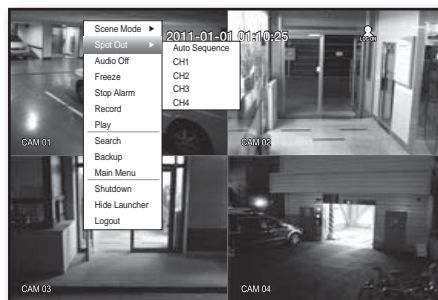 Scene Mode ▶
Spot Out ▶
Audio Off
Freeze
Stop Alarm
Record
Play
Search
Backup
Main Menu
Shutdown
Hide Launcher
Logout
Auto Sequence
CH1
CH2
CH3
CH4
2011-01-01 01:10:25
LOG ON
CAM 01
CAM 02
CAM 03
CAM 04